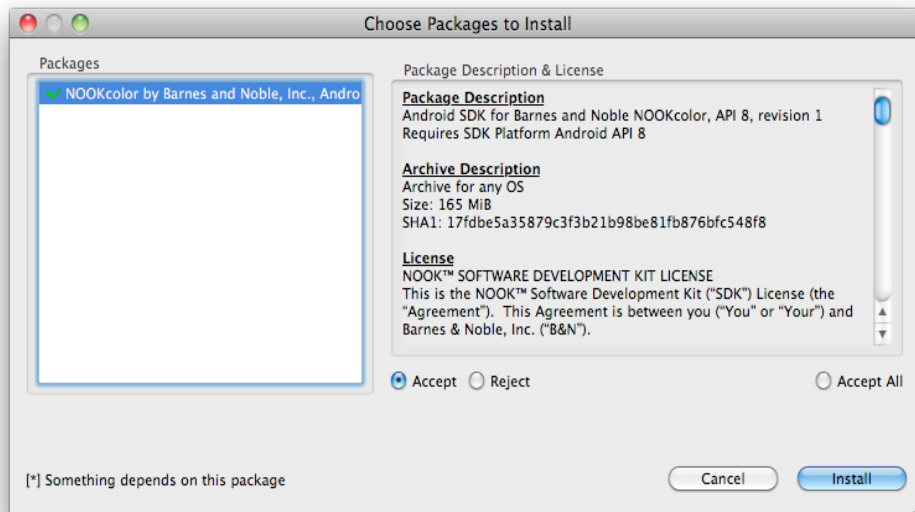 Choose Packages to Install
Packages
NOOKcolor by Barnes and Noble, Inc., Andro
Package Description & License
Package Description
Android SDK for Barnes and Noble NOOKcolor, API 8, revision 1
Requires SDK Platform Android API 8
Archive Description
Archive for any OS
Size: 165 MiB
SHA1: 17fdbe5a35879c3f3b21b98be81fb876bfc548f8
License
NOOK™ SOFTWARE DEVELOPMENT KIT LICENSE
This is the NOOK™ Software Development Kit (“SDK”) License (the
“Agreement”).  This Agreement is between you (“You” or “Your”) and
Barnes & Noble, Inc. (“B&N”).
Accept Reject Accept All
[*] Something depends on this package
Cancel Install